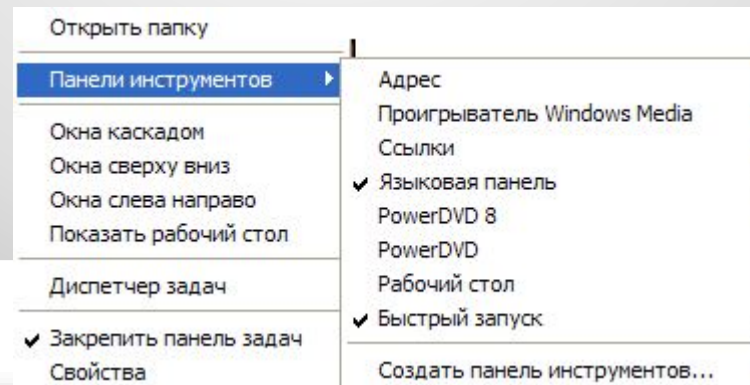 Открыть папку
Панели инструментов
Окна каскадом
Окна сверху вниз
Окна слева направо
Показать рабочий стол
Диспетчер задач
Закрепить панель задач
Свойства
Адрес
Проигрыватель Windows Media
Ссылки
Языковая панель
PowerDVD 8
PowerDVD
Рабочий стол
Быстрый запуск
Создать панель инструментов...